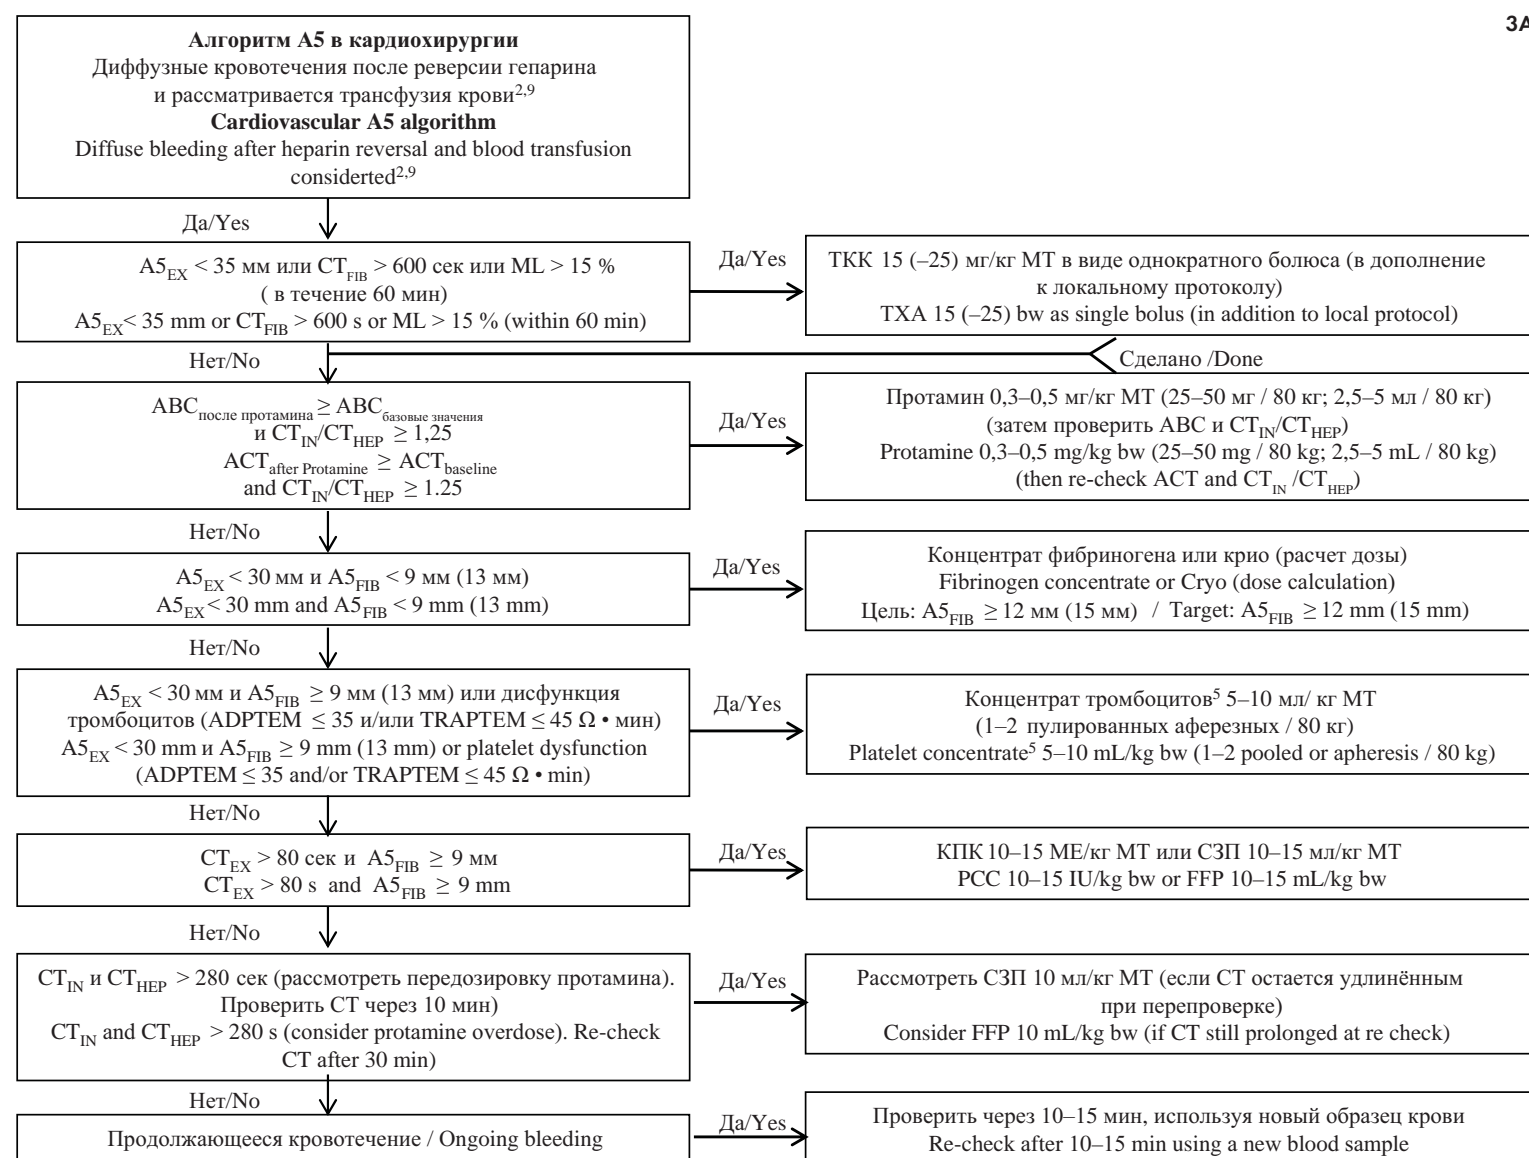 3A
Алгоритм А5 в кардиохирургии
Диффузные кровотечения после реверсии гепарина
и рассматривается трансфузия крови2,9
Cardiovascular A5 algorithm
Diffuse bleeding after heparin reversal and blood transfusion
considerted2,9
Да/Yes
A5EX < 35 мм или CTFIB > 600 сек или ML > 15 %
( в течение 60 мин)
A5EX< 35 mm or CTFIB > 600 s or ML > 15 % (within 60 min)
Да/Yes
ТКК 15 (–25) мг/кг МТ в виде однократного болюса (в дополнение
к локальному протоколу)
TXA 15 (–25) bw as single bolus (in addition to local protocol)
Нет/No
Сделано /Done
АВСпосле протамина ≥ АВСбазовые значения
и CTIN/CTHEP ≥ 1,25
ACTafter Protamine ≥ ACTbaseline
and CTIN/CTHEP ≥ 1.25
Да/Yes
Протамин 0,3–0,5 мг/кг МТ (25–50 мг / 80 кг; 2,5–5 мл / 80 кг)
(затем проверить АВС и CTIN/CTHEP)
Protamine 0,3–0,5 mg/kg bw (25–50 mg / 80 kg; 2,5–5 mL / 80 kg)
(then re-check ACT and CTIN /CTHEP)
Нет/No
A5EX < 30 мм и A5FIB < 9 мм (13 мм)
A5EX < 30 mm and A5FIB < 9 mm (13 mm)
Да/Yes
Концентрат фибриногена или крио (расчет дозы)
Fibrinogen concentrate or Cryo (dose calculation)
Цель: A5FIB ≥ 12 мм (15 мм) / Target: A5FIB ≥ 12 mm (15 mm)
Нет/No
A5EX < 30 мм и A5FIB ≥ 9 мм (13 мм) или дисфункция
тромбоцитов (ADPTEM ≤ 35 и/или TRAPTEM ≤ 45 Ω • мин)
A5EX < 30 mm и A5FIB ≥ 9 mm (13 mm) or platelet dysfunction
(ADPTEM ≤ 35 and/or TRAPTEM ≤ 45 Ω • min)
Да/Yes
Концентрат тромбоцитов5 5–10 мл/ кг МТ
(1–2 пулированных аферезных / 80 кг)
Platelet concentrate5 5–10 mL/kg bw (1–2 pooled or apheresis / 80 kg)
Нет/No
CTEX > 80 сек и A5FIB ≥ 9 мм
CTEX > 80 s and A5FIB ≥ 9 mm
Да/Yes
КПК 10–15 МЕ/кг МТ или СЗП 10–15 мл/кг МТ
PCC 10–15 IU/kg bw or FFP 10–15 mL/kg bw
Нет/No
CTIN и CTHEP > 280 сек (рассмотреть передозировку протамина).
Проверить СТ через 10 мин)
CTIN and CTHEP > 280 s (consider protamine overdose). Re-check
CT after 30 min)
Да/Yes
Рассмотреть СЗП 10 мл/кг МТ (если СТ остается удлинённым
при перепроверке)
Consider FFP 10 mL/kg bw (if CT still prolonged at re check)
Нет/No
Продолжающееся кровотечение / Ongoing bleeding
Да/Yes
Проверить через 10–15 мин, используя новый образец крови
Re-check after 10–15 min using a new blood sample